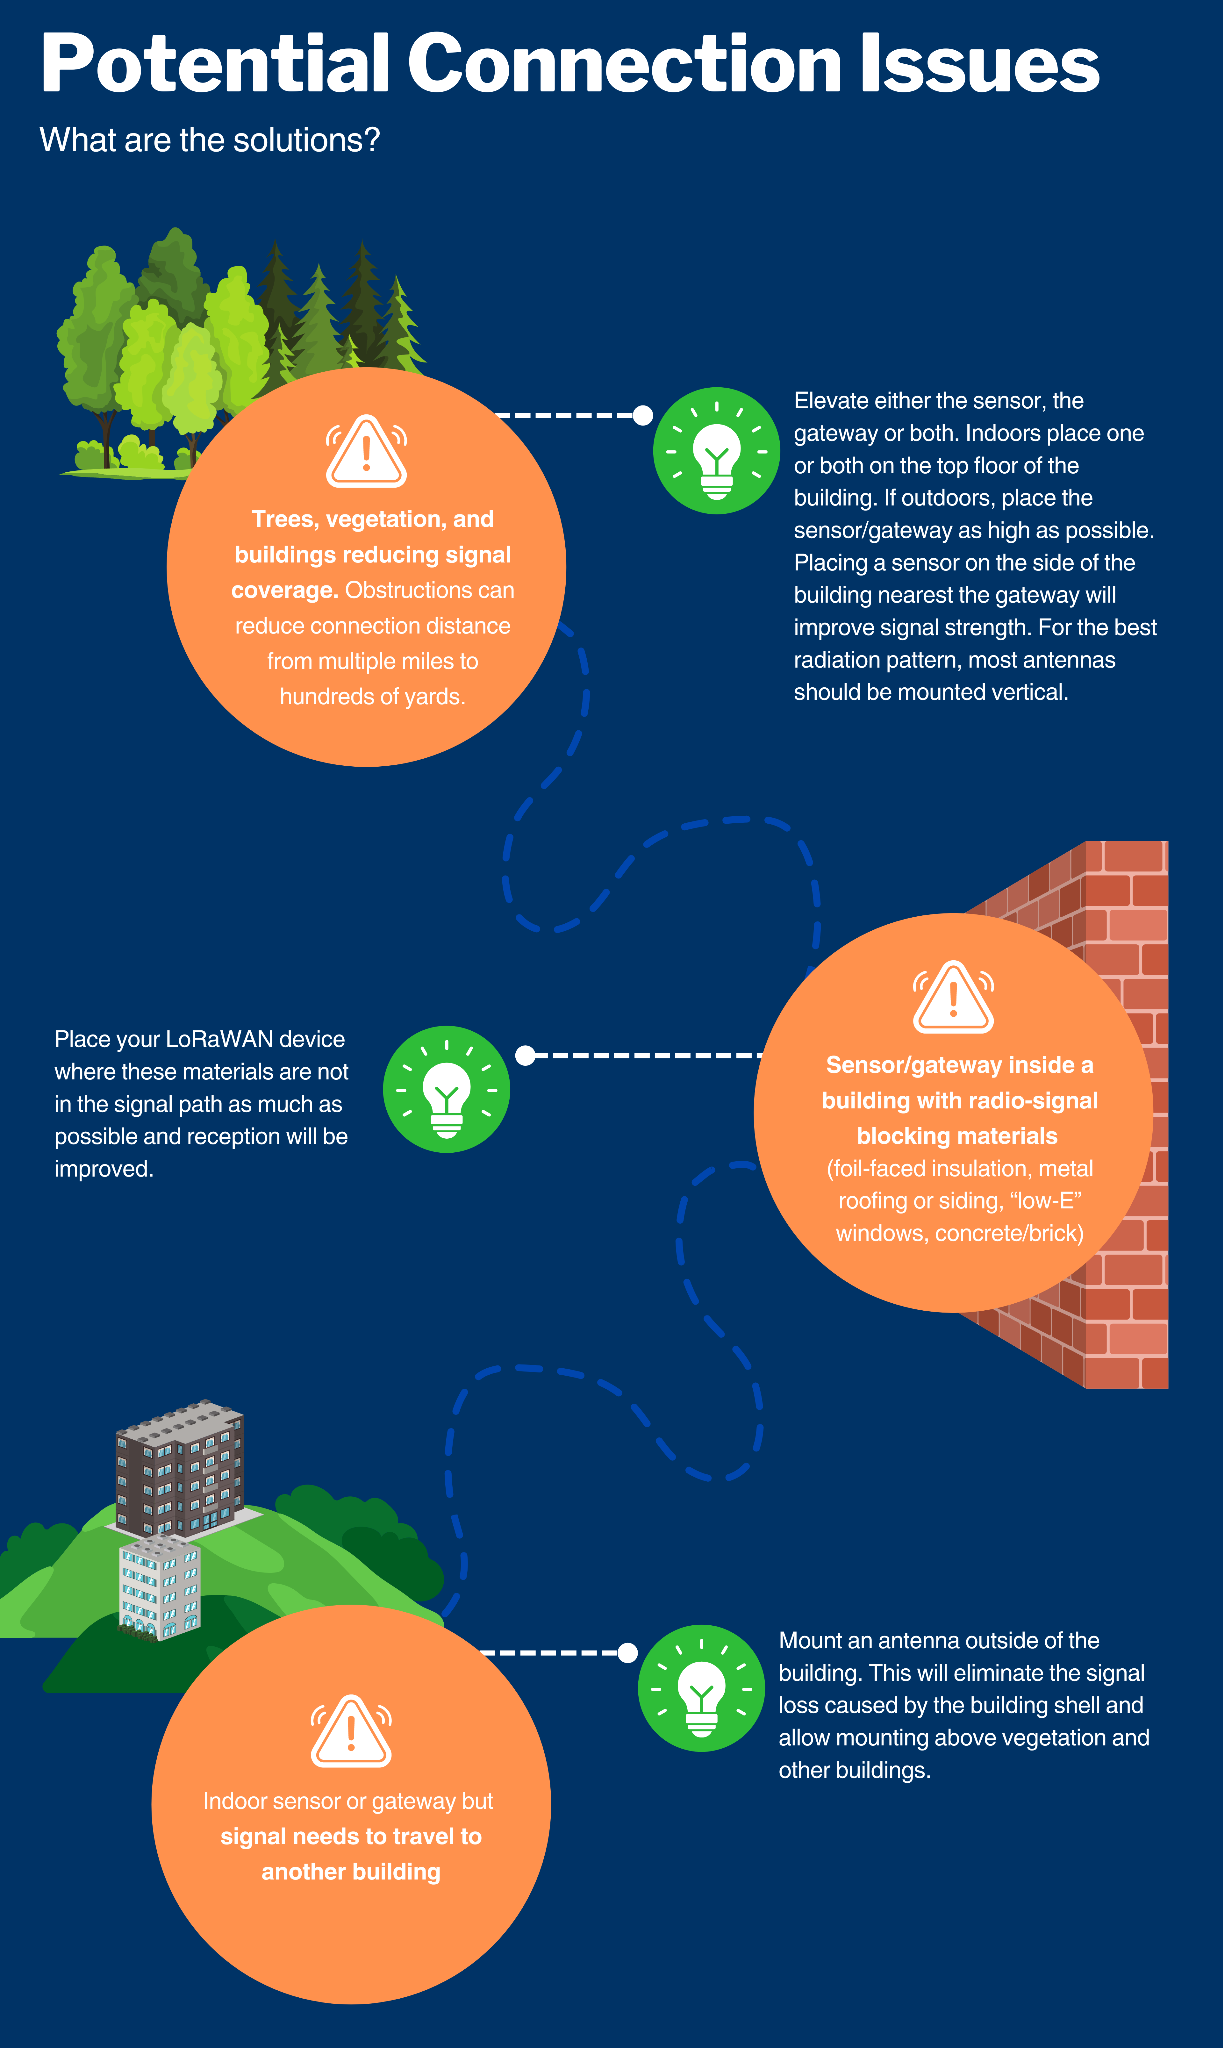 Potential Connection Issues
What are the solutions?
Trees, vegetation, and
buildings reducing signal
coverage. Obstructions can
reduce connection distance
from multiple miles to
hundreds of yards.
Elevate either the sensor, the
gateway or both. Indoors place one
or both on the top floor of the
building. If outdoors, place the
sensor/gateway as high as possible.
Placing a sensor on the side of the
building nearest the gateway will
improve signal strength. For the best
radiation pattern, most antennas
should be mounted vertical.
Place your LoRaWAN device
where these materials are not
in the signal path as much as
possible and reception will be
improved.
Sensor/gateway inside a
building with radio-signal
blocking materials
(foil-faced insulation, metal
roofing or siding, “low-E”
windows, concrete/brick)
Indoor sensor or gateway but
signal needs to travel to
another building
Mount an antenna outside of the
building. This will eliminate the signal
loss caused by the building shell and
allow mounting above vegetation and
other buildings.